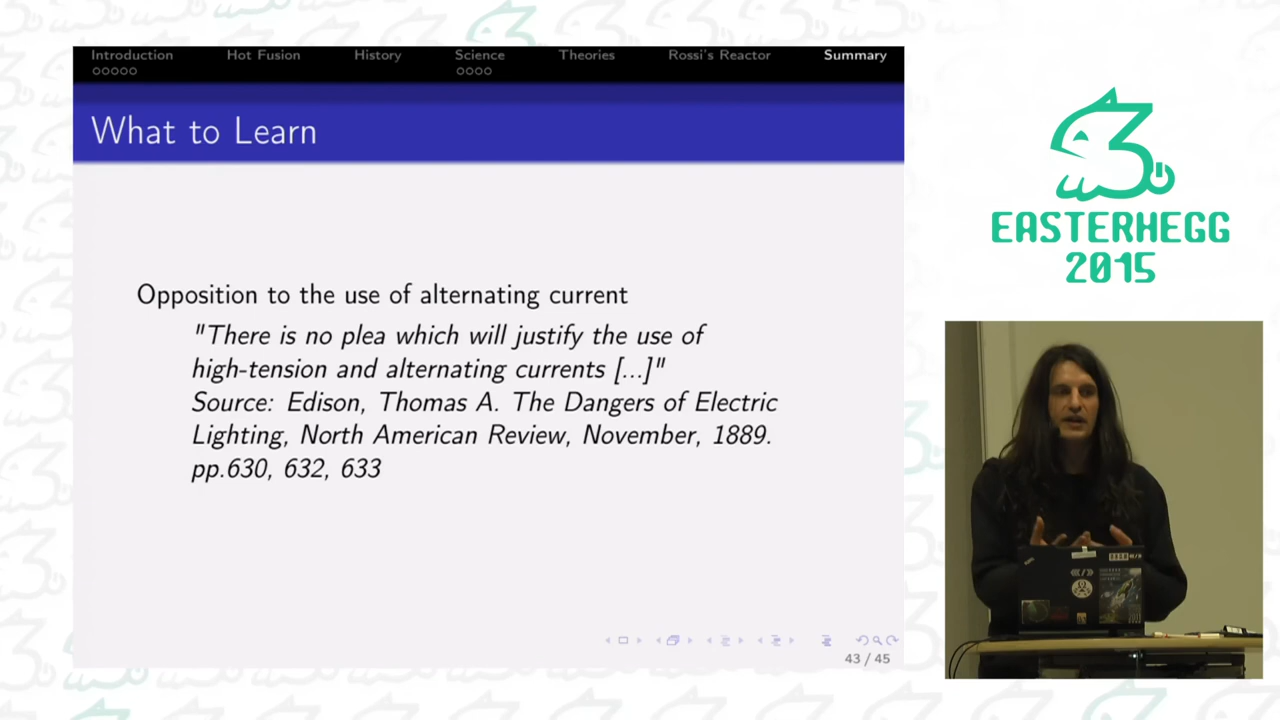 Introduction Hot Fusion History Science Theories Rossi's Reactor Summary
What to Learn
Opposition to the use of alternating current
"There is no plea which will justify the use of
high-tension and alternating currents [...]"
Source: Edison, Thomas A. The Dangers of Electric
Lighting, North American Review, November, 1889.
pp.630, 632, 633
43 / 45
EASTERHEGG
2015